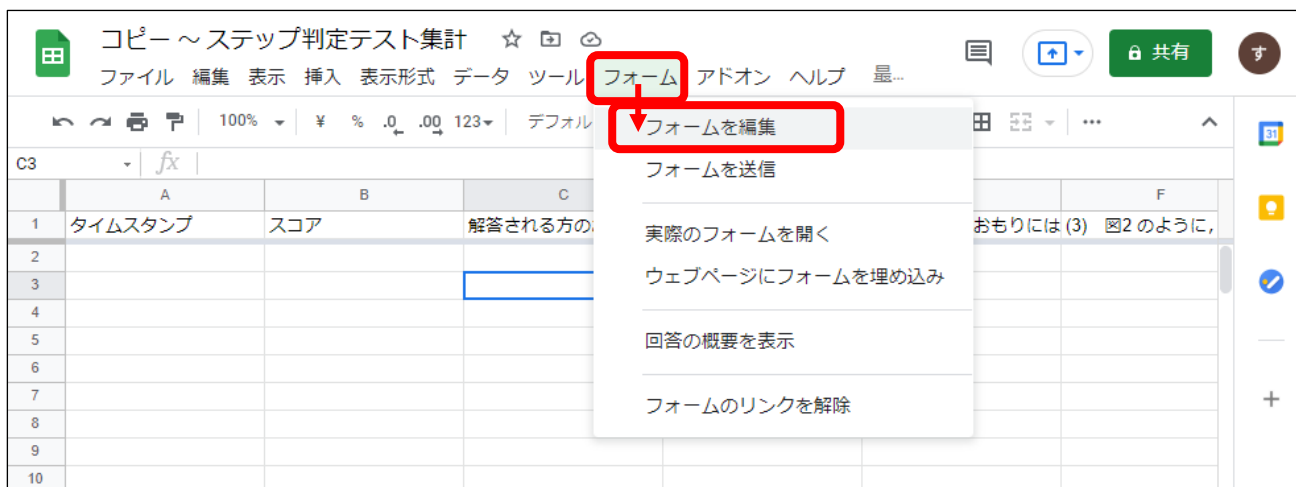 コピー ～ ステップ判定テスト集計
ファイル 編集 表示 挿入 表示形式 データ ツール フォーム アドオン ヘルプ 最…
共有
す
100% ¥ % .0 .00 123 デフォル
フォームを編集
フォームを送信
実際のフォームを開く
ウェブページにフォームを埋め込み
回答の概要を表示
フォームのリンクを解除
31
C3 fx
A B C F
1 タイムスタンプ スコア 解答される方の おもりには (3) 図2 のように,
2
3
4
5
6
7
8
9
10